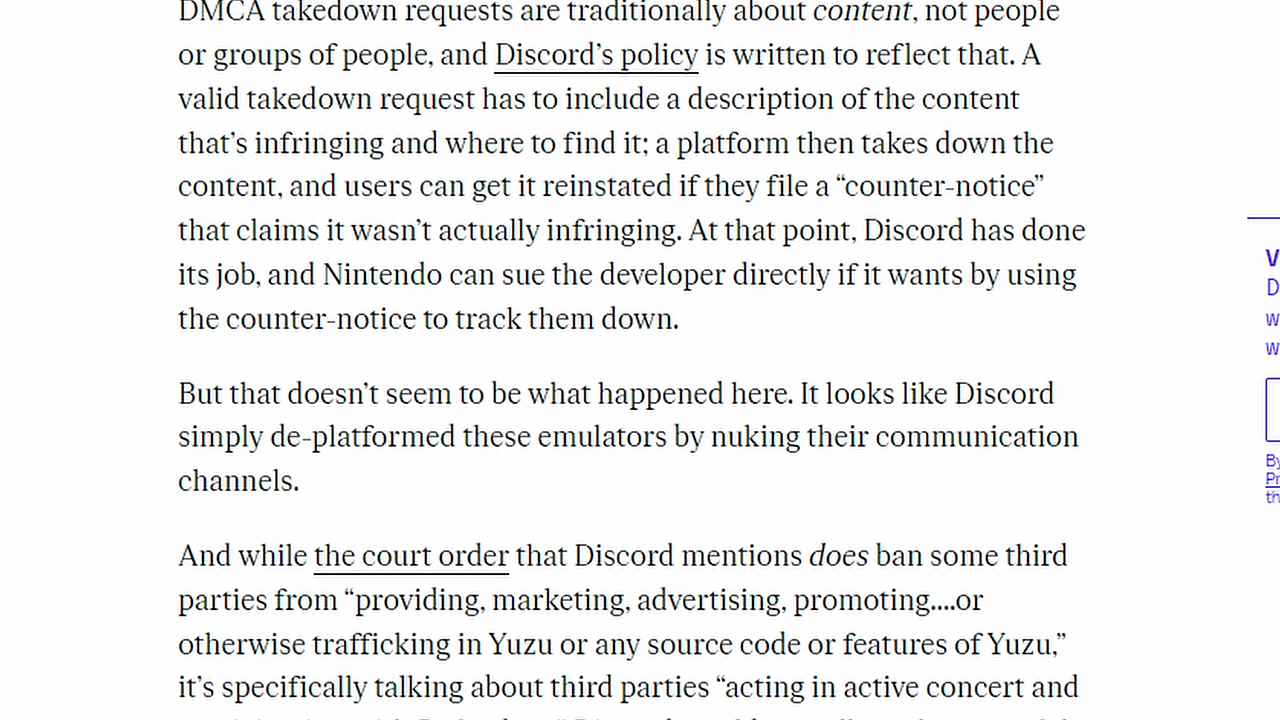 DMCA takedown requests are traditionally about content, not people
or groups of people, and Discord’s policy is written to reflect that. A
valid takedown request has to include a description of the content
that’s infringing and where to find it; a platform then takes down the
content, and users can get it reinstated if they file a “counter-notice”
that claims it wasn’t actually infringing. At that point, Discord has done
its job, and Nintendo can sue the developer directly if it wants by using
the counter-notice to track them down.
But that doesn’t seem to be what happened here. It looks like Discord
simply de-platformed these emulators by nuking their communication
channels.
And while the court order that Discord mentions does ban some third
parties from “providing, marketing, advertising, promoting....or
otherwise trafficking in Yuzu or any source code or features of Yuzu,”
it’s specifically talking about third parties “acting in active concert and
V
D
w
w
By
Pr
th